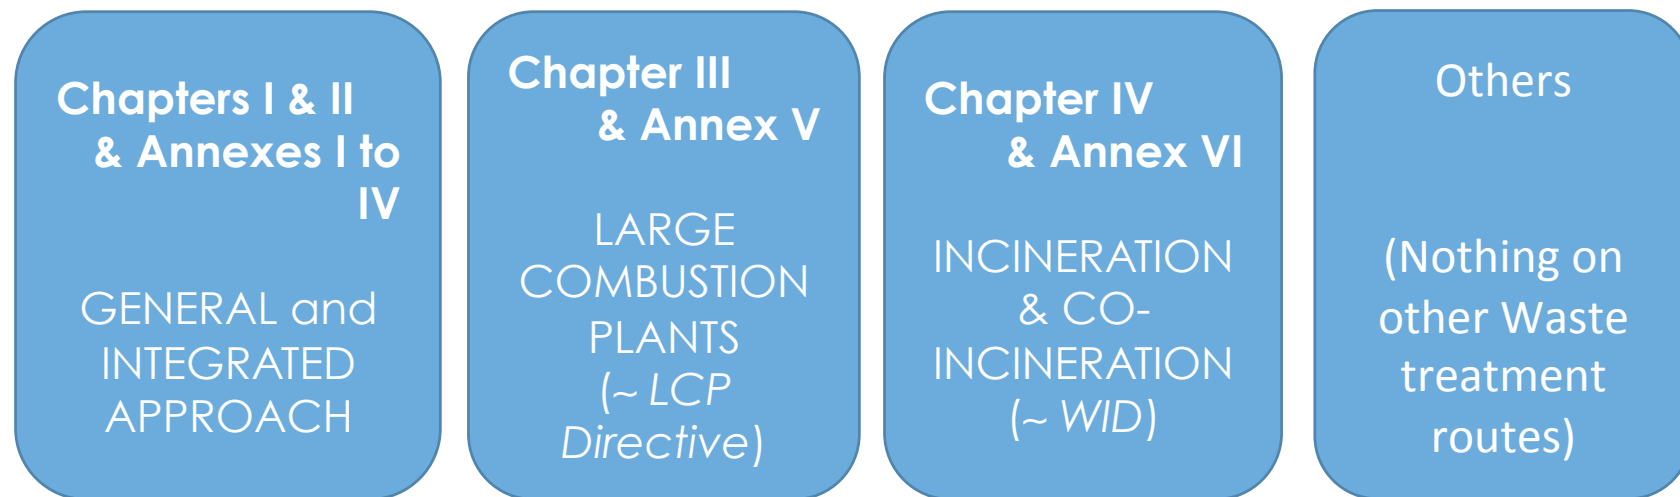 Chapters I & II
& Annexes I to
IV
GENERAL and
INTEGRATED
APPROACH
Chapter III
& Annex V
LARGE
COMBUSTION
PLANTS
(~ LCP
Directive)
Chapter IV
& Annex VI
INCINERATION
& CO-
INCINERATION
(~ WID)
Others
(Nothing on
other Waste
treatment
routes)